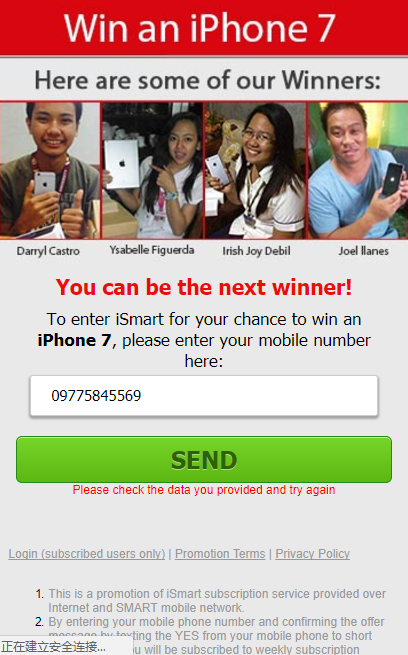 Win an iPhone 7
Here are some of our Winners:
Darryl Castro Ysabelle Figuerda Irish Joy Debil Joel llanes
You can be the next winner!
To enter iSmart for your chance to win an
iPhone 7, please enter your mobile number
here:
09775845569
SEND
Please check the data you provided and try again
Login (subscribed users only) | Promotion Terms | Privacy Policy
1. This is a promotion of iSmart subscription service provided over
Internet and SMART mobile network.
2. By entering your mobile phone number and confirming the offer
message by texting the YES from your mobile phone to short
正在建立安全连接... you will be subscribed to weekly subscription